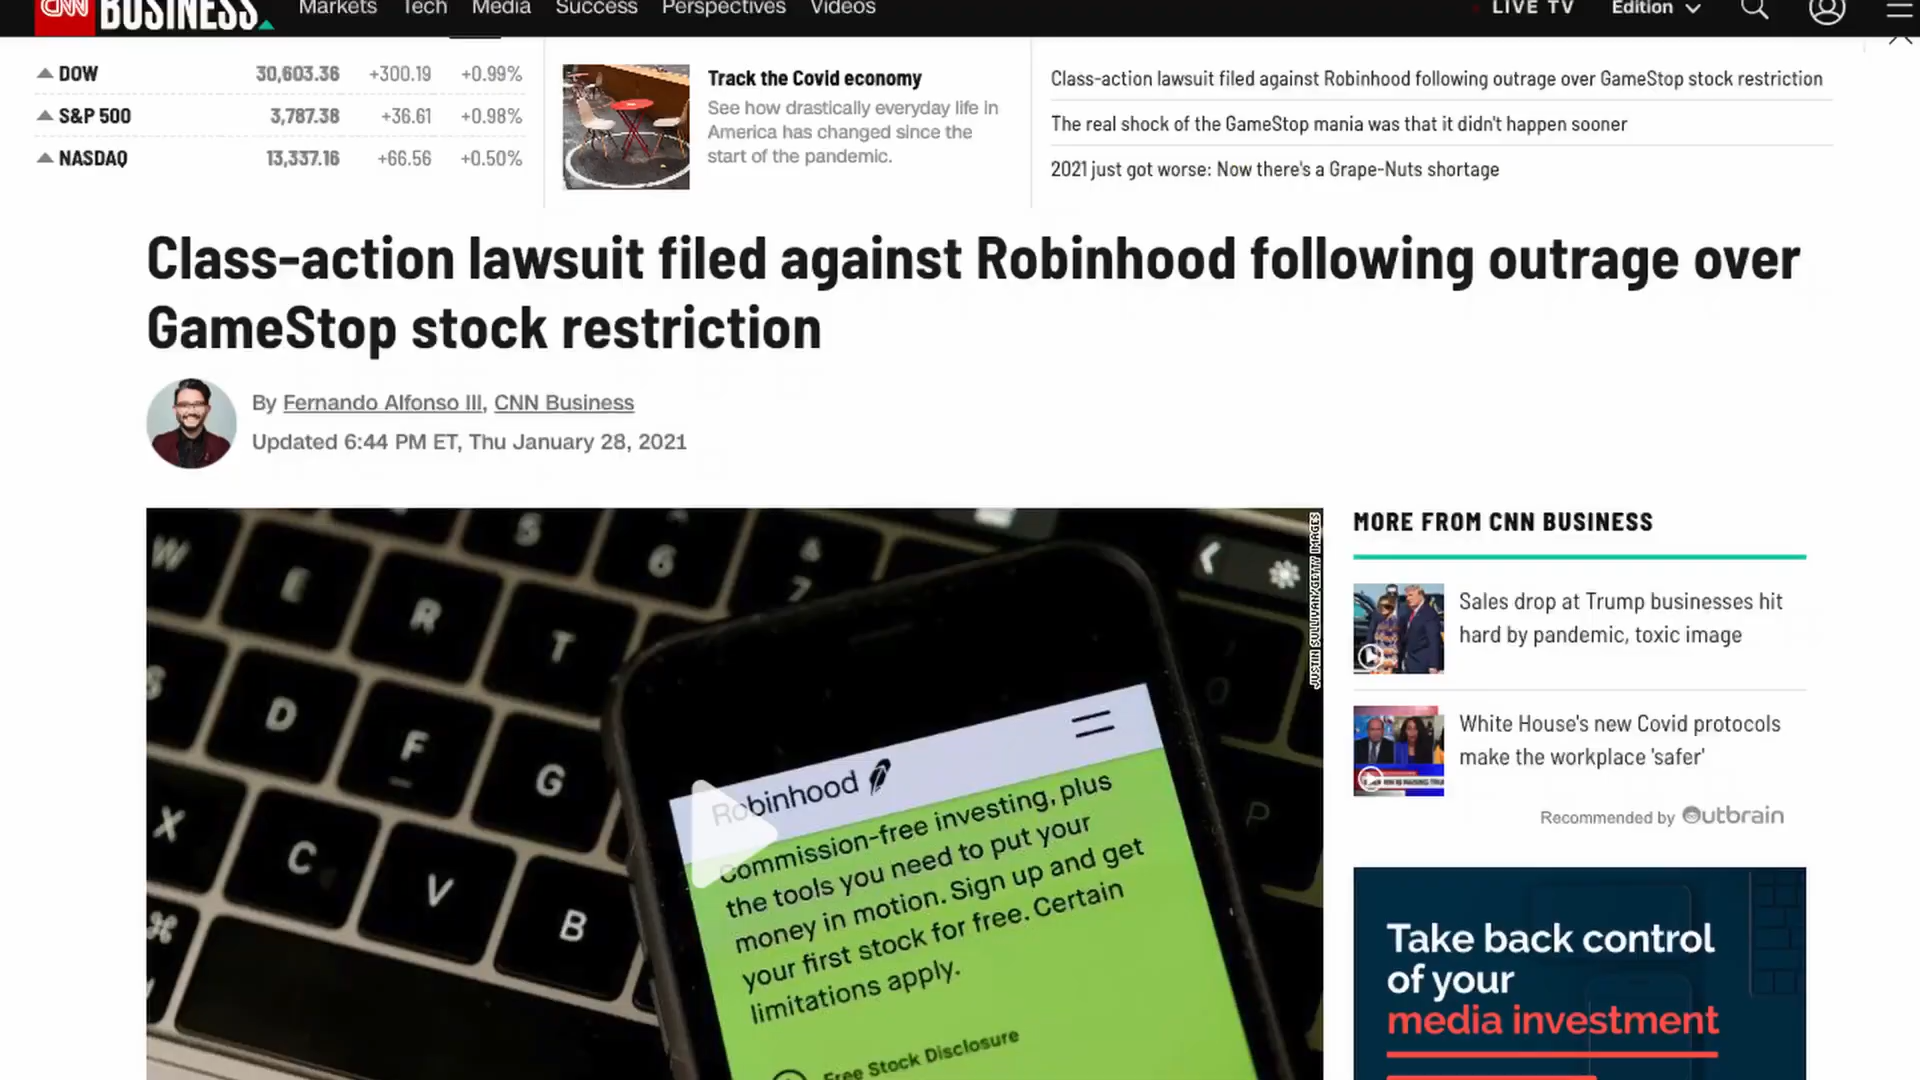 CNN BUSINESS
Markets Tech Media Success Perspectives Videos
LIVE TV Edition
DOW 30,603.36 +300.19 +0.99%
S&P 500 3,787.38 +36.61 +0.98%
NASDAQ 13,337.16 +66.56 +0.50%
Track the Covid economy
See how drastically everyday life in
America has changed since the
start of the pandemic.
Class-action lawsuit filed against Robinhood following outrage over GameStop stock restriction
The real shock of the GameStop mania was that it didn't happen sooner
2021 just got worse: Now there's a Grape-Nuts shortage
Class-action lawsuit filed against Robinhood following outrage over
GameStop stock restriction
By Fernando Alfonso III, CNN Business
Updated 6:44 PM ET, Thu January 28, 2021
JUSTIN SULLIVAN/GETTY IMAGES
5 6 & 7
W E R T
S D F G
X C V B
⌘
O
P
Robinhood
commission-free investing, plus
the tools you need to put your
money in motion. Sign up and get
your first stock for free. Certain
limitations apply.
Free Stock Disclosure
MORE FROM CNN BUSINESS
Sales drop at Trump businesses hit
hard by pandemic, toxic image
White House's new Covid protocols
make the workplace 'safer'
Recommended by Outbrain
Take back control
of your
media investment